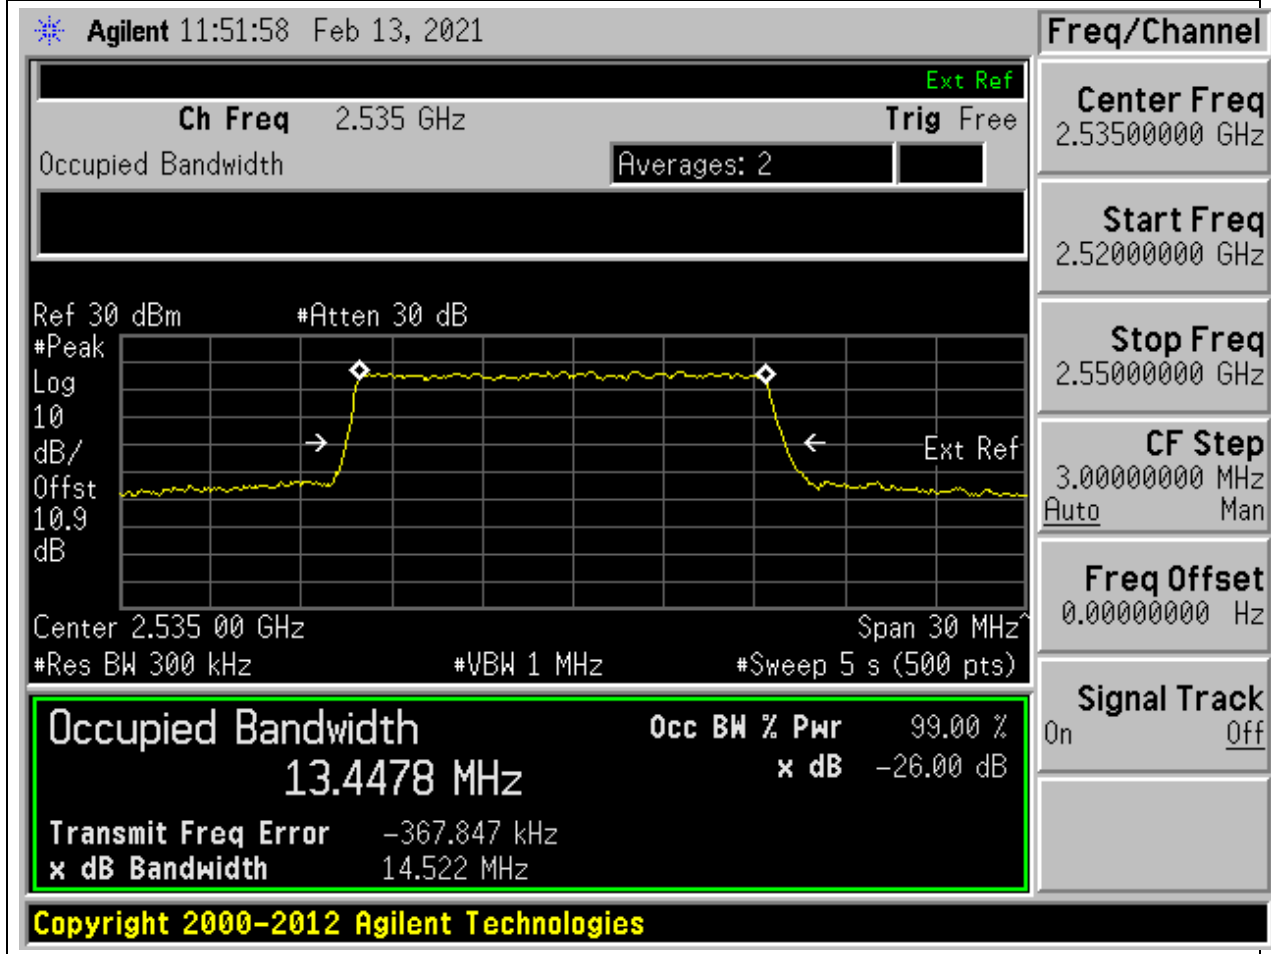 Agilent 11:51:58 Feb 13, 2021
Freq/Channel
Ext Ref
Ch Freq 2.535 GHz Trig Free
Occupied Bandwidth Averages: 2
Ref 30 dBm #Atten 30 dB
#Peak
Log
10
dB/
Offst
10.9
dB
Ext Ref
Center 2.535 00 GHz Span 30 MHz^
#Res BW 300 kHz #VBW 1 MHz #Sweep 5 s (500 pts)
Occupied Bandwidth
13.4478 MHz
Occ BW % Pwr 99.00 %
x dB -26.00 dB
Transmit Freq Error -367.847 kHz
x dB Bandwidth 14.522 MHz
Center Freq
2.53500000 GHz
Start Freq
2.52000000 GHz
Stop Freq
2.55000000 GHz
CF Step
3.00000000 MHz
Auto Man
Freq Offset
0.00000000 Hz
Signal Track
On Off
Copyright 2000-2012 Agilent Technologies